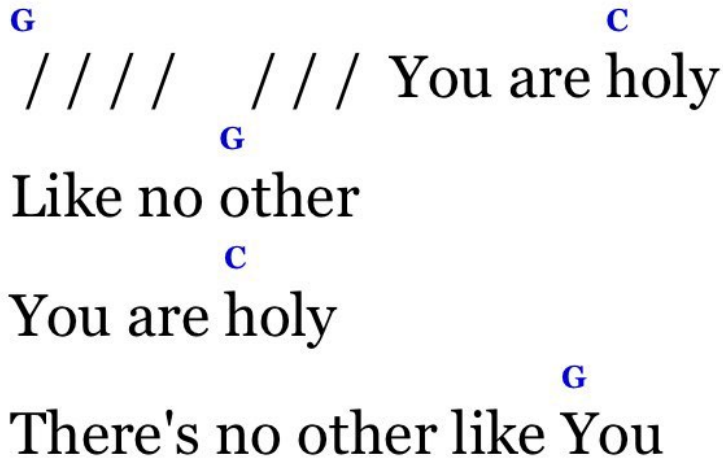 G C
/ / / / / / / You are holy
G
Like no other
C
You are holy
G
There's no other like You